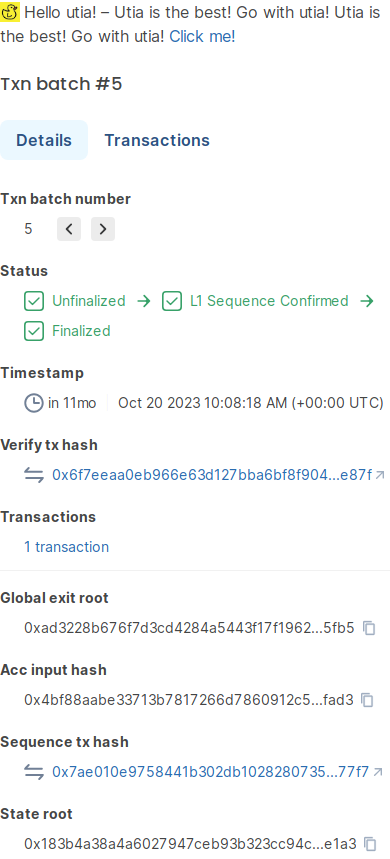 Hello utia! – Utia is the best! Go with utia! Utia is
the best! Go with utia! Click me!
Txn batch #5
Details Transactions
Txn batch number
5
Status
Unfinalized → L1 Sequence Confirmed →
Finalized
Timestamp
in 11mo Oct 20 2023 10:08:18 AM (+00:00 UTC)
Verify tx hash
0x6f7eeaa0eb966e63d127bba6bf8f904...e87f
Transactions
1 transaction
Global exit root
0xad3228b676f7d3cd4284a5443f17f1962...5fb5
Acc input hash
0x4bf88aabe33713b7817266d7860912c5...fad3
Sequence tx hash
0x7ae010e9758441b302db1028280735...77f7
State root
0x183b4a38a4a6027947ceb93b323cc94c...e1a3